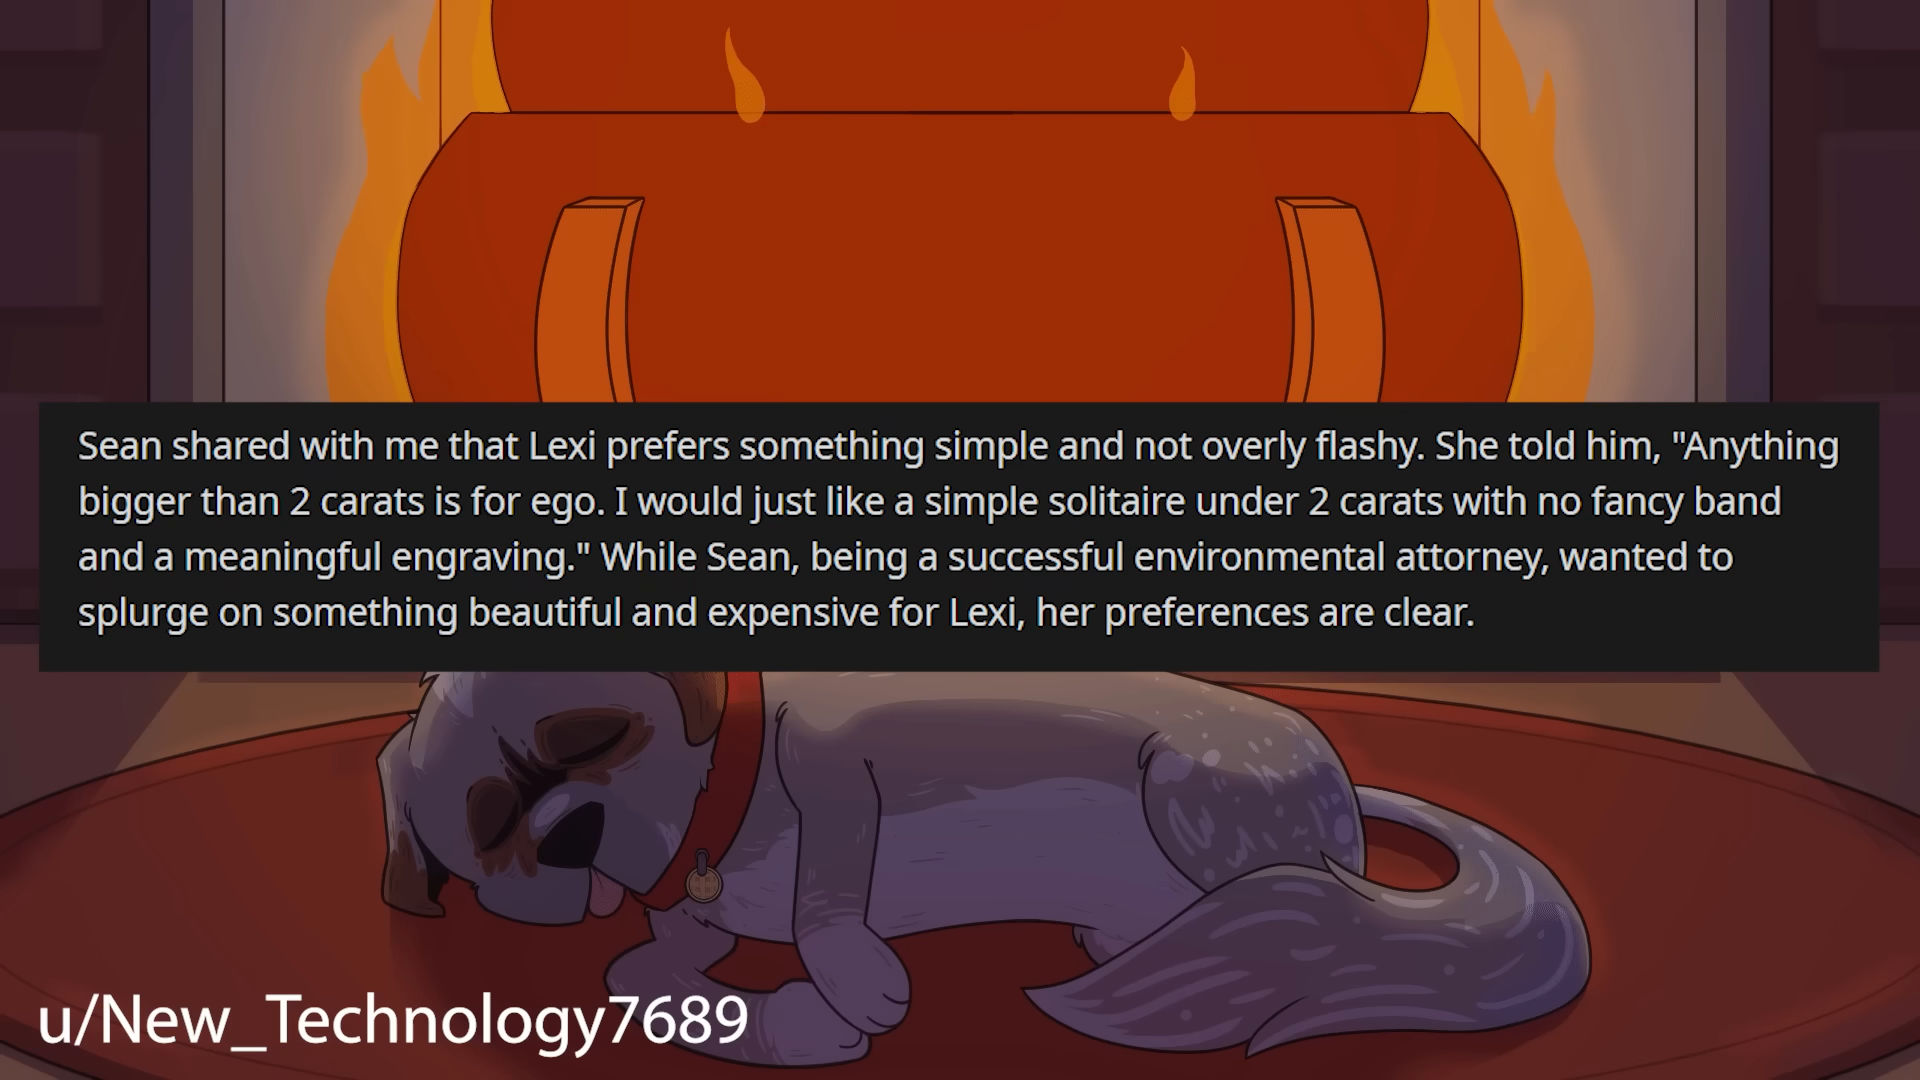 Sean shared with me that Lexi prefers something simple and not overly flashy. She told him, "Anything
bigger than 2 carats is for ego. I would just like a simple solitaire under 2 carats with no fancy band
and a meaningful engraving." While Sean, being a successful environmental attorney, wanted to
splurge on something beautiful and expensive for Lexi, her preferences are clear.
u/New_Technology7689